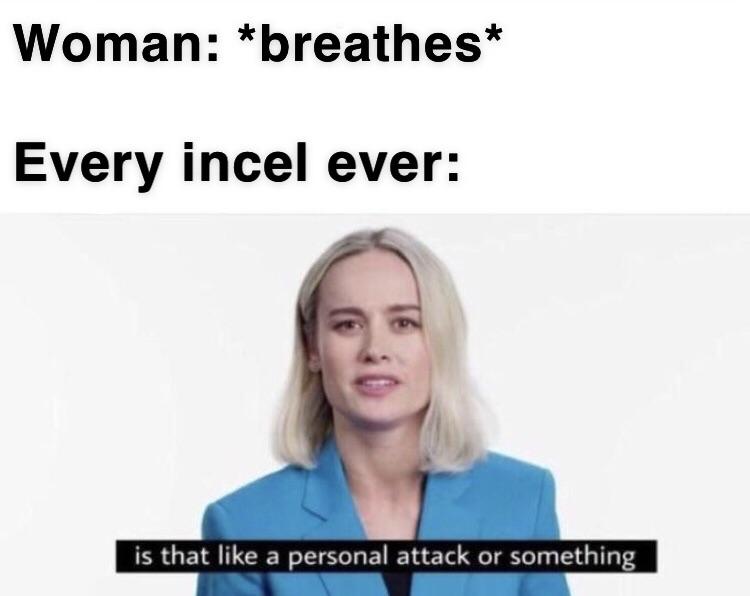 Woman: *breathes*
Every incel ever:
is that like a personal attack or something